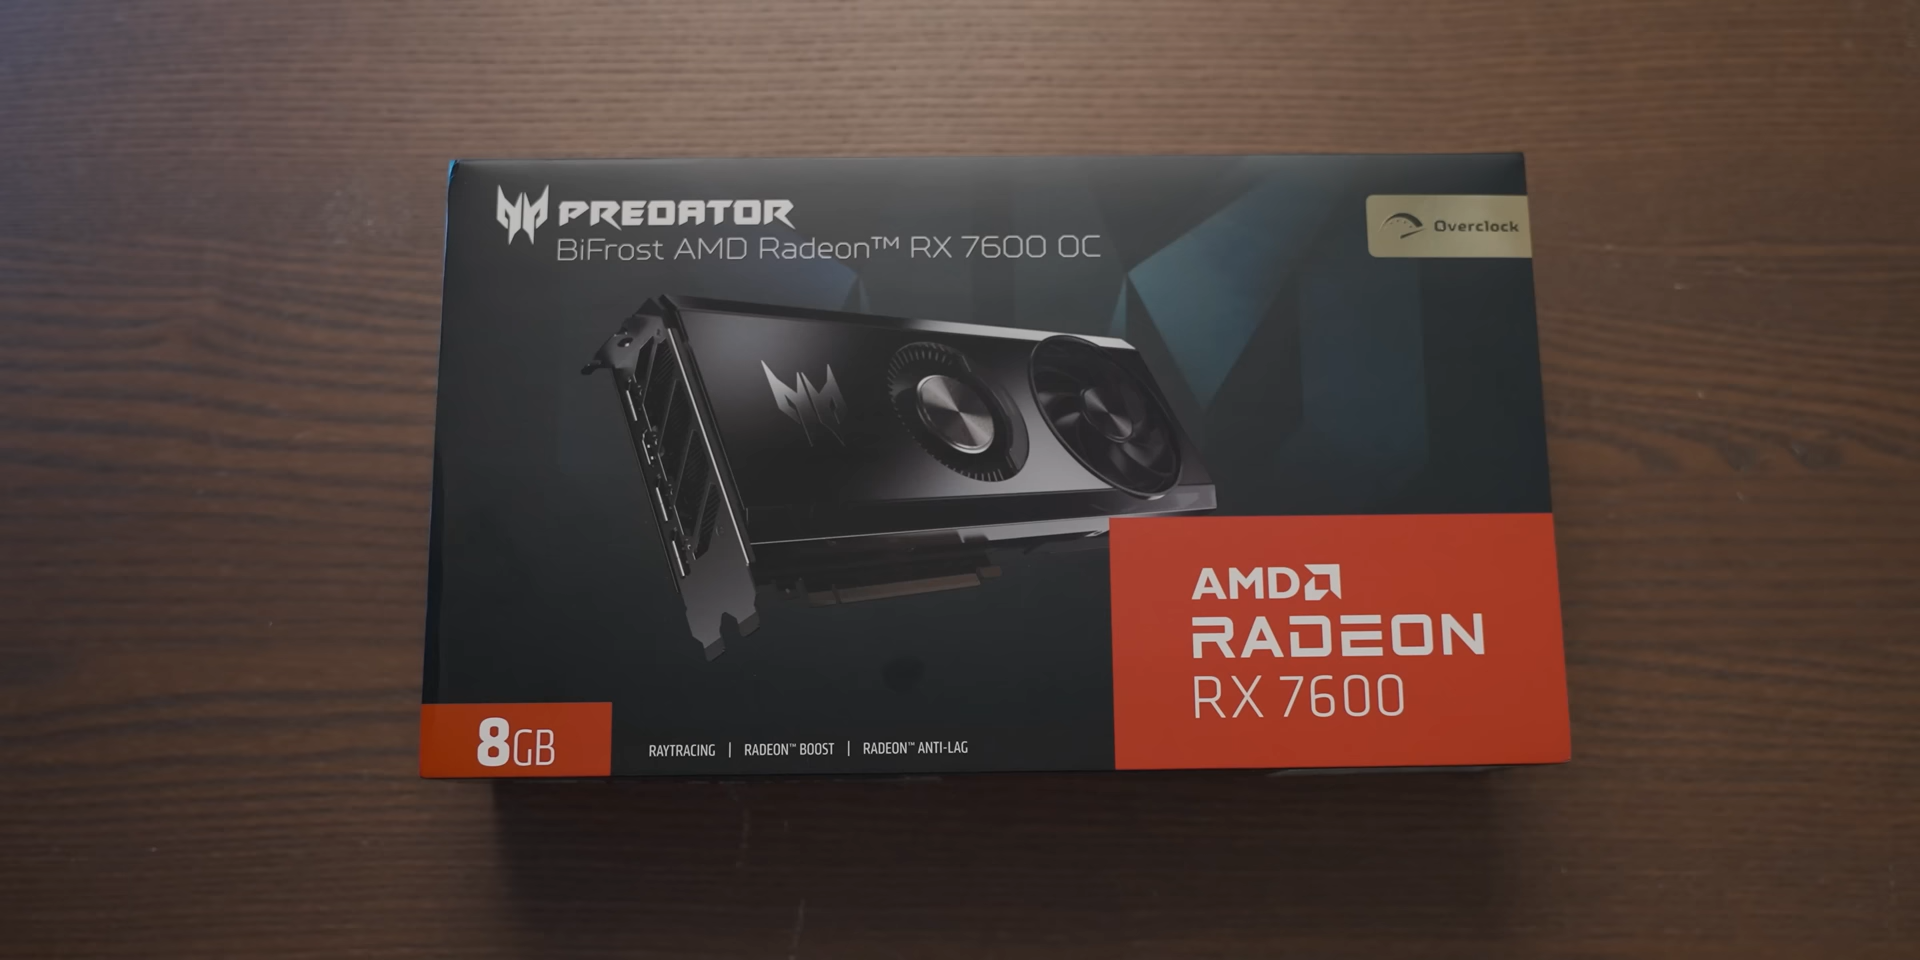 PREDATOR
BiFrost AMD Radeon™ RX 7600 OC
Overclock
AMD
RADEON
RX 7600
8GB
RAYTRACING | RADEON™ BOOST | RADEON™ ANTI-LAG